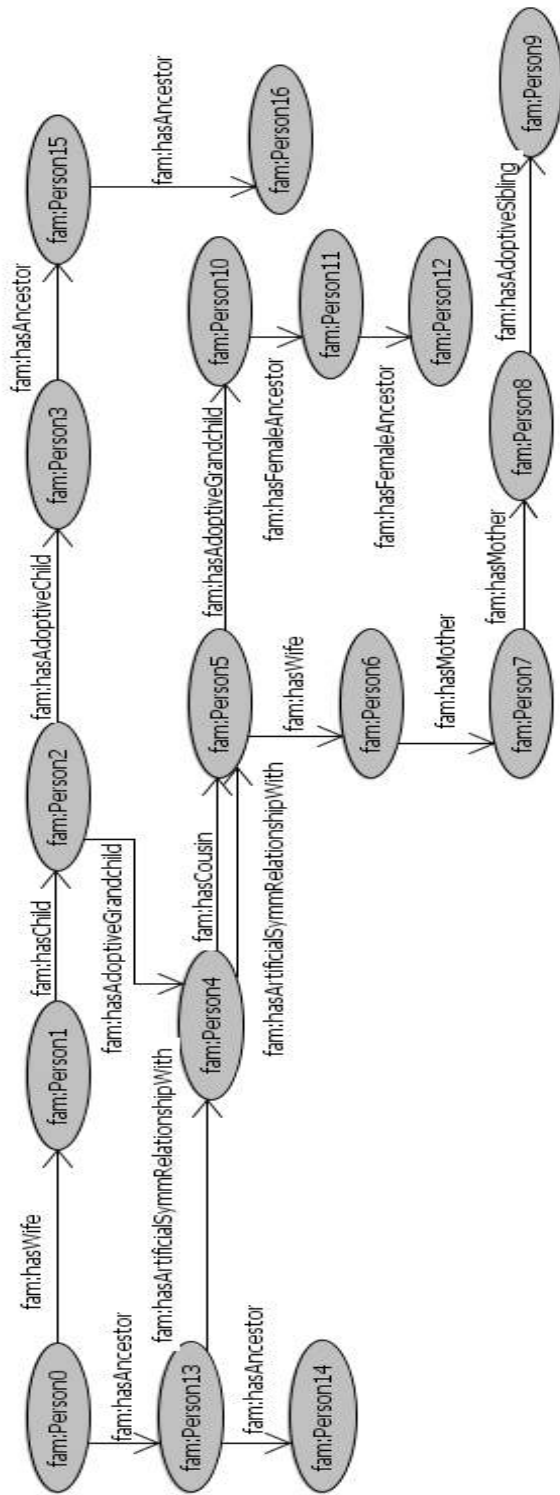 fam:Person0
fam:hasWife
fam:Person1
fam:hasChild
fam:Person2
fam:hasAdoptiveChild
fam:Person3
fam:hasAncestor
fam:Person15
fam:hasAncestor
fam:Person16
fam:hasAncestor
fam:Person13
fam:hasArtificialSymmRelationshipWith
fam:hasAncestor
fam:Person14
fam:hasAdoptiveGrandchild
fam:Person4
fam:hasCousin
fam:hasArtificialSymmRelationshipWith
fam:Person5
fam:hasAdoptiveGrandchild
fam:Person10
fam:hasFemaleAncestor
fam:Person11
fam:hasFemaleAncestor
fam:Person12
fam:hasWife
fam:Person6
fam:hasMother
fam:Person7
fam:hasMother
fam:Person8
fam:hasAdoptiveSibling
fam:Person9